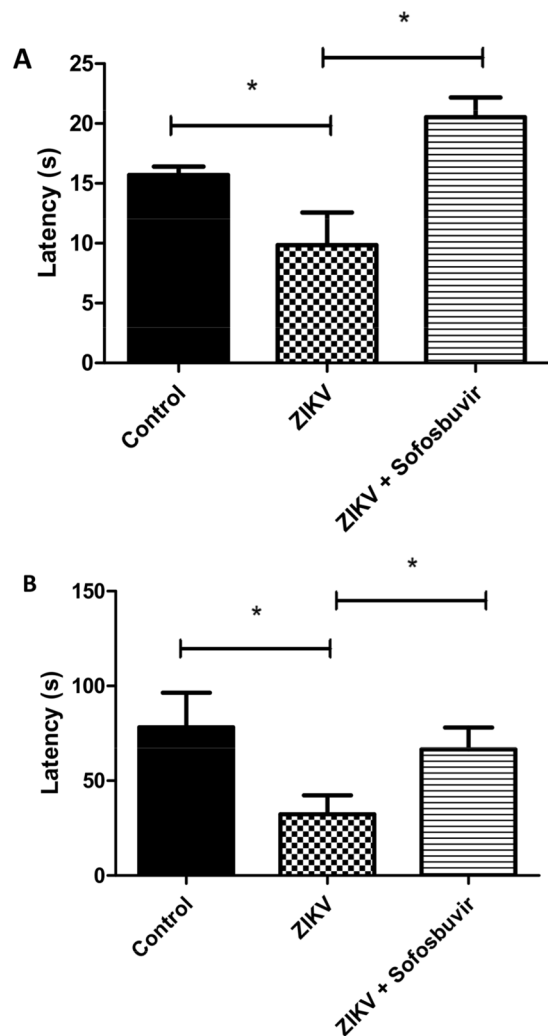 A
Latency (s)
25
20
15
10
5
0
*
*
Control
ZIKV
ZIKV + Sofosbuvir
B
Latency (s)
150
100
50
0
*
*
Control
ZIKV
ZIKV + Sofosbuvir